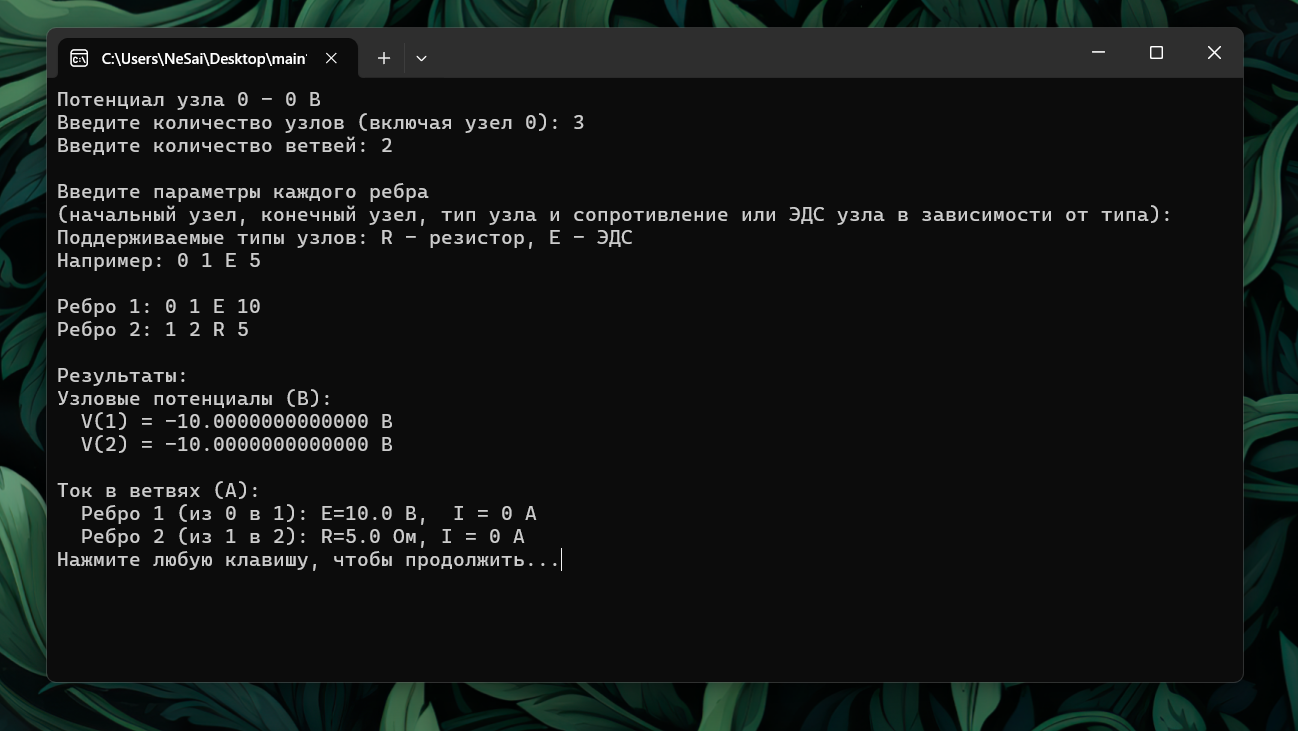 C:\Users\NeSai\Desktop\main
Потенциал узла 0 – 0 В
Введите количество узлов (включая узел 0): 3
Введите количество ветвей: 2
Введите параметры каждого ребра
(начальный узел, конечный узел, тип узла и сопротивление или ЭДС узла в зависимости от типа):
Поддерживаемые типы узлов: R – резистор, E – ЭДС
Например: 0 1 E 5
Ребро 1: 0 1 E 10
Ребро 2: 1 2 R 5
Результаты:
Узловые потенциалы (В):
V(1) = -10.0000000000000 В
V(2) = -10.0000000000000 В
Ток в ветвях (А):
Ребро 1 (из 0 в 1): E=10.0 В,  I = 0 А
Ребро 2 (из 1 в 2): R=5.0 Ом, I = 0 А
Нажмите любую клавишу, чтобы продолжить...